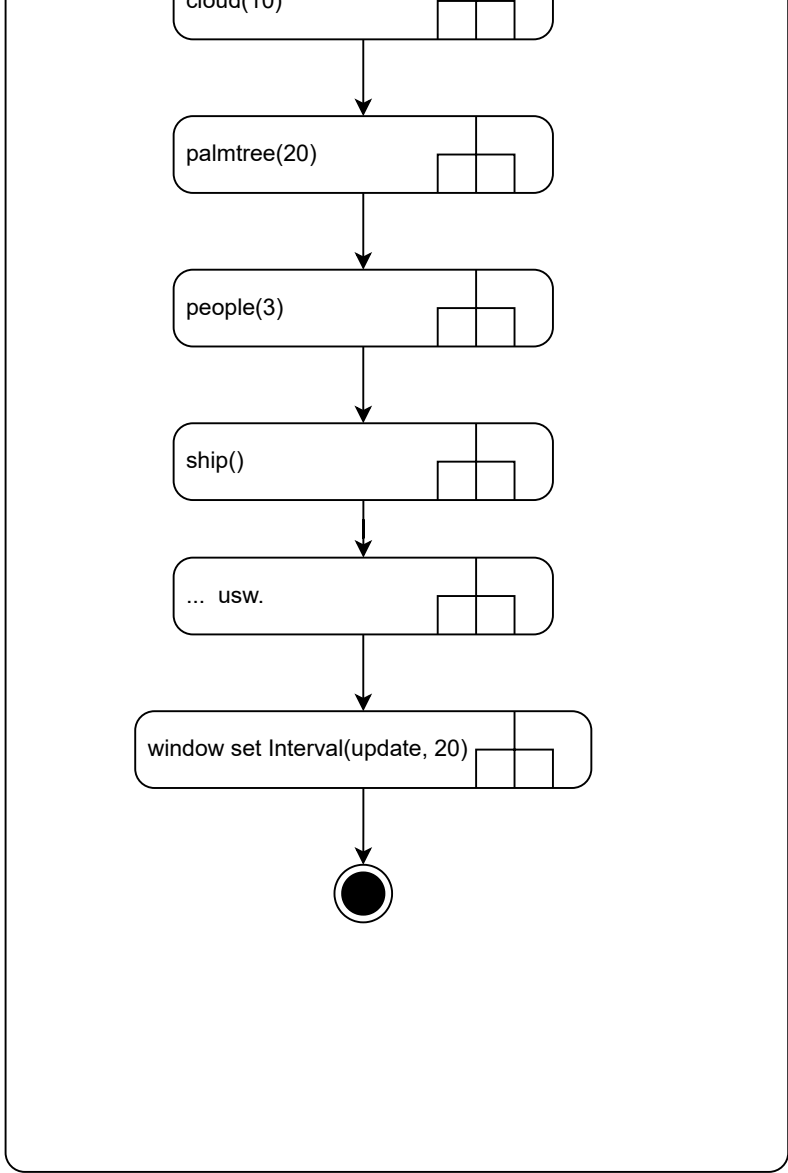 cloud(10)
palmtree(20)
people(3)
ship()
... usw.
window set Interval(update, 20)